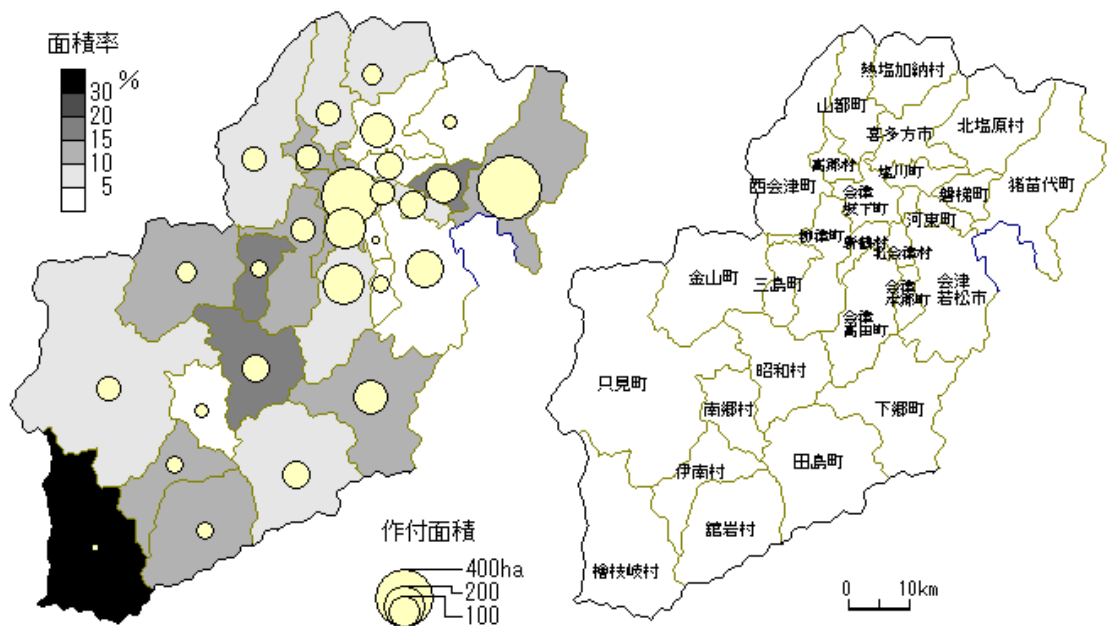 面積率
%
30
20
15
10
5
作付面積
400ha
200
100
熱塩加納村
山都町
喜多方市
北塩原村
高郷村
塩川町
西会津町
会津
坂下町
磐梯町
猪苗代町
河東町
柳津町
新鶴村
北会津村
金山町
三島町
会津
本郷町
会津
若松市
会津
高田町
昭和村
只見町
南郷村
下郷町
田島町
伊南村
舘岩村
檜枝岐村
0 10km